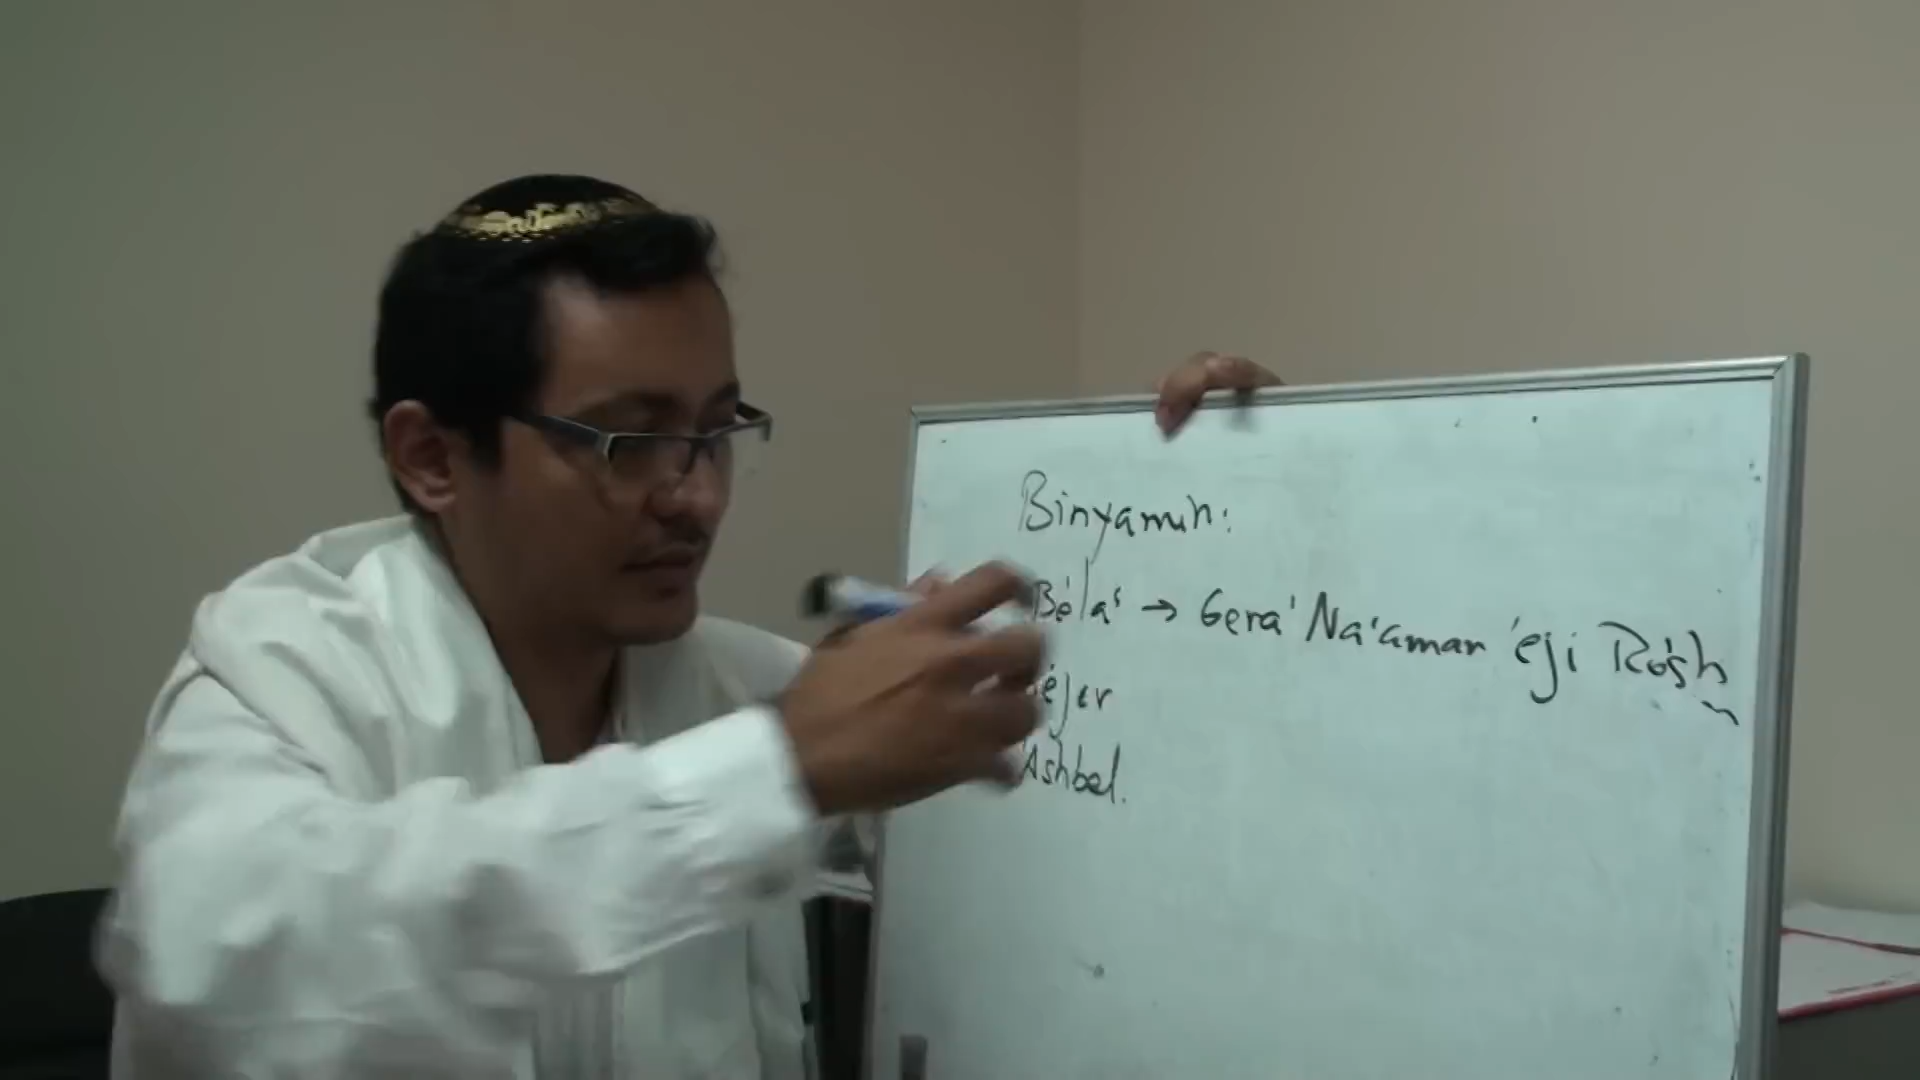 Binyamin:
Béla' → Gera' Na'aman 'eji Rósh
éjer
'Ashbel.